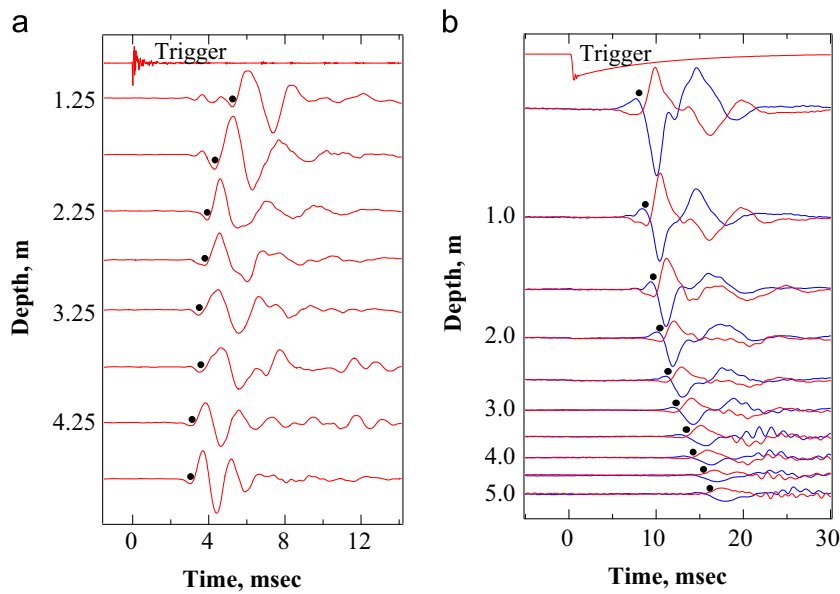 a
Trigger
1.25
2.25
3.25
4.25
Depth, m
0 4 8 12
Time, msec
b
Trigger
1.0
2.0
3.0
4.0
5.0
Depth, m
0 10 20 30
Time, msec